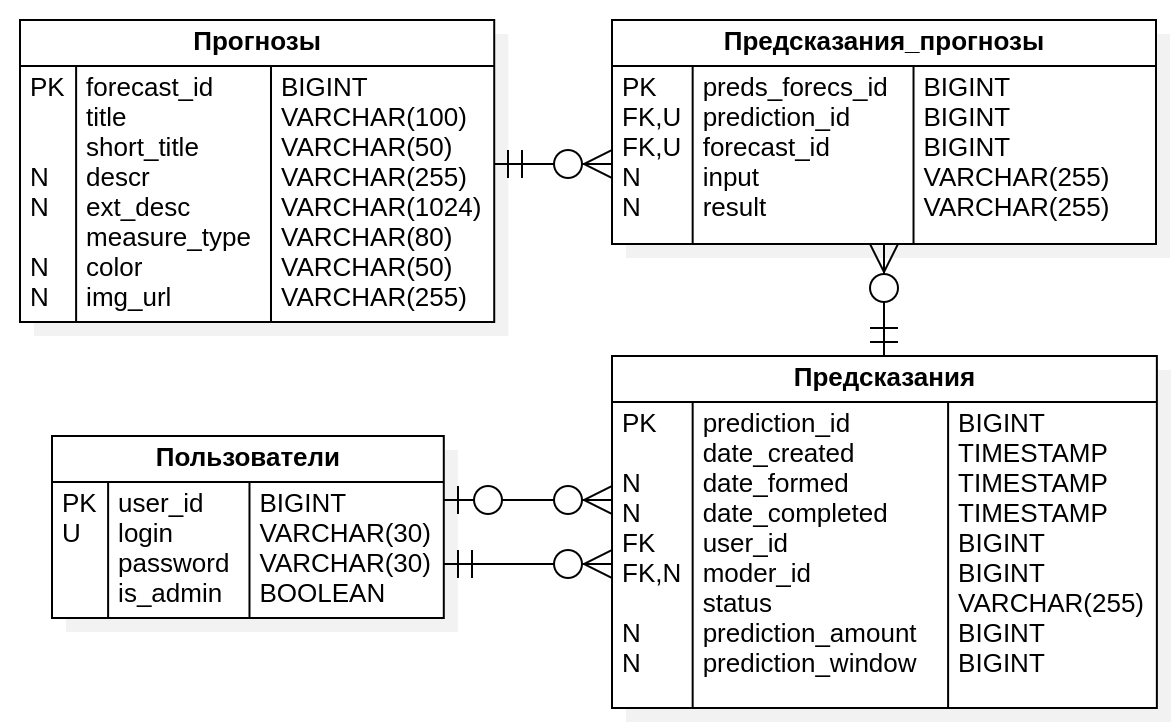 Прогнозы
PK forecast_id BIGINT
title VARCHAR(100)
short_title VARCHAR(50)
N descr VARCHAR(255)
N ext_desc VARCHAR(1024)
measure_type VARCHAR(80)
N color VARCHAR(50)
N img_url VARCHAR(255)
Предсказания_прогнозы
PK preds_forecs_id BIGINT
FK,U prediction_id BIGINT
FK,U forecast_id BIGINT
N input VARCHAR(255)
N result VARCHAR(255)
Пользователи
PK user_id BIGINT
U login VARCHAR(30)
password VARCHAR(30)
is_admin BOOLEAN
Предсказания
PK prediction_id BIGINT
date_created TIMESTAMP
N date_formed TIMESTAMP
N date_completed TIMESTAMP
FK user_id BIGINT
FK,N moder_id BIGINT
status VARCHAR(255)
N prediction_amount BIGINT
N prediction_window BIGINT